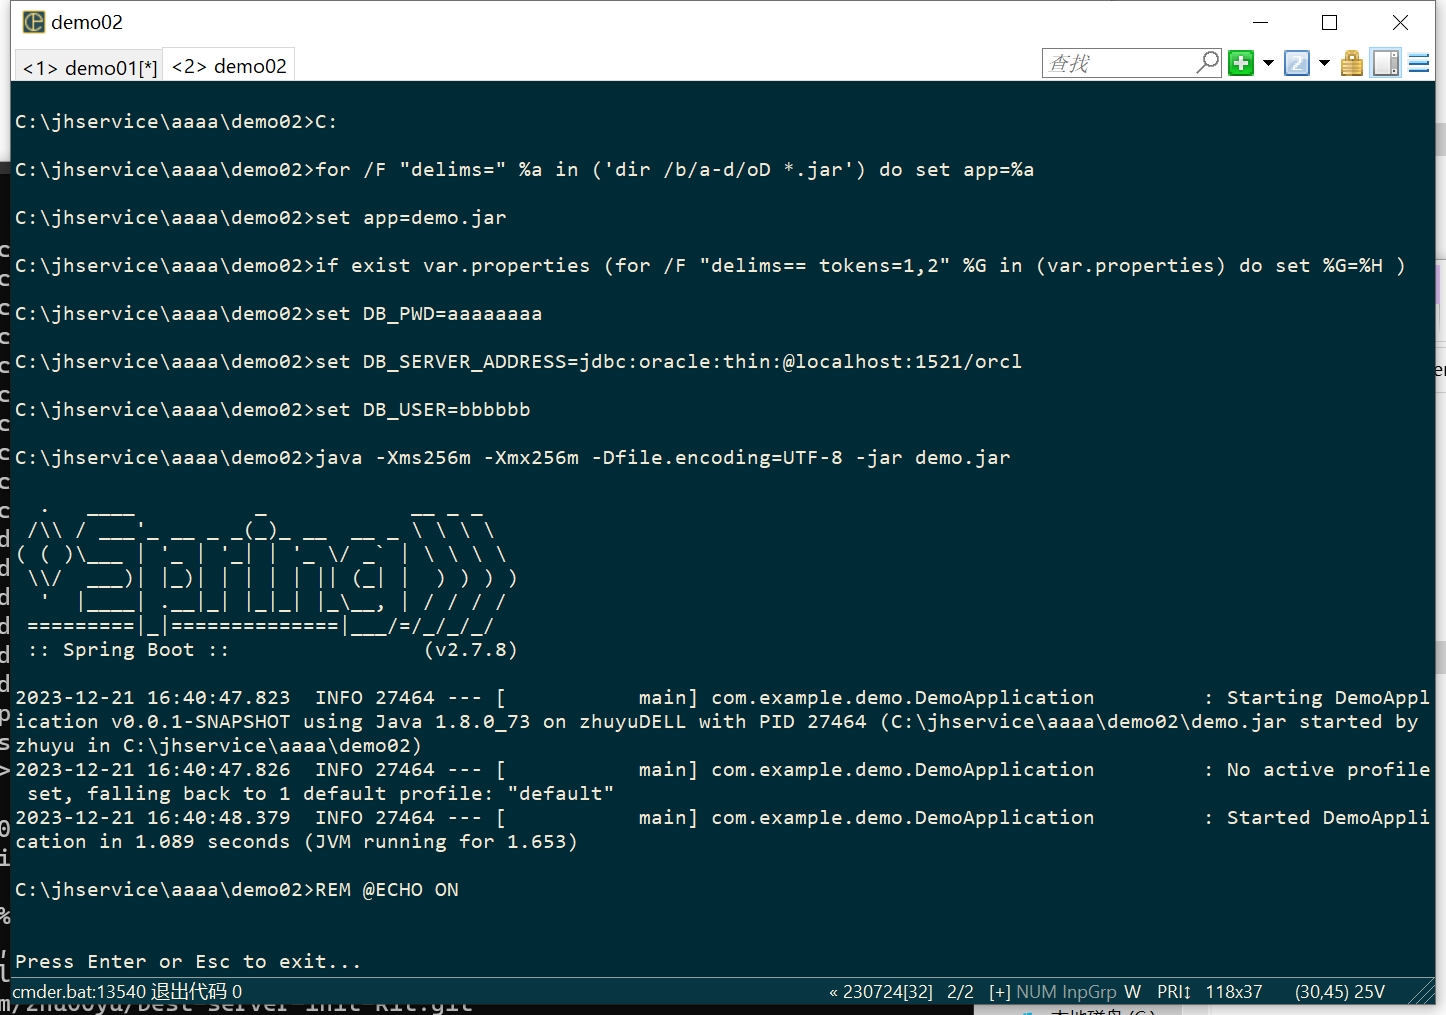 demo02
<1> demo01[*] <2> demo02 查找
C:\jhservice\aaaa\demo02>C:
C:\jhservice\aaaa\demo02>for /F "delims=" %a in ('dir /b/a-d/oD *.jar') do set app=%a
C:\jhservice\aaaa\demo02>set app=demo.jar
C:\jhservice\aaaa\demo02>if exist var.properties (for /F "delims== tokens=1,2" %G in (var.properties) do set %G=%H )
C:\jhservice\aaaa\demo02>set DB_PWD=aaaaaaaa
C:\jhservice\aaaa\demo02>set DB_SERVER_ADDRESS=jdbc:oracle:thin:@localhost:1521/orcl
C:\jhservice\aaaa\demo02>set DB_USER=bbbbbb
C:\jhservice\aaaa\demo02>java -Xms256m -Xmx256m -Dfile.encoding=UTF-8 -jar demo.jar
  .   ____          _            __ _ _
 /\\ / ___'_ __ _ _(_)_ __  __ _ \ \ \ \
( ( )\___ | '_ | '_| | '_ \/ _` | \ \ \ \
 \\/  ___)| |_)| | | | | || (_| |  ) ) ) )
  '  |____| .__|_| |_|_| |_\__, | / / / /
 =========|_|==============|___/=/_/_/_/
 :: Spring Boot ::                (v2.7.8)
2023-12-21 16:40:47.823  INFO 27464 --- [           main] com.example.demo.DemoApplication         : Starting DemoAppl
ication v0.0.1-SNAPSHOT using Java 1.8.0_73 on zhuyuDELL with PID 27464 (C:\jhservice\aaaa\demo02\demo.jar started by
zhuyu in C:\jhservice\aaaa\demo02)
2023-12-21 16:40:47.826  INFO 27464 --- [           main] com.example.demo.DemoApplication         : No active profile
 set, falling back to 1 default profile: "default"
2023-12-21 16:40:48.379  INFO 27464 --- [           main] com.example.demo.DemoApplication         : Started DemoAppli
cation in 1.089 seconds (JVM running for 1.653)
C:\jhservice\aaaa\demo02>REM @ECHO ON
Press Enter or Esc to exit...
cmder.bat:13540 退出代码 0 « 230724[32] 2/2 [+] NUM InpGrp W PRI↕ 118x37 (30,45) 25V